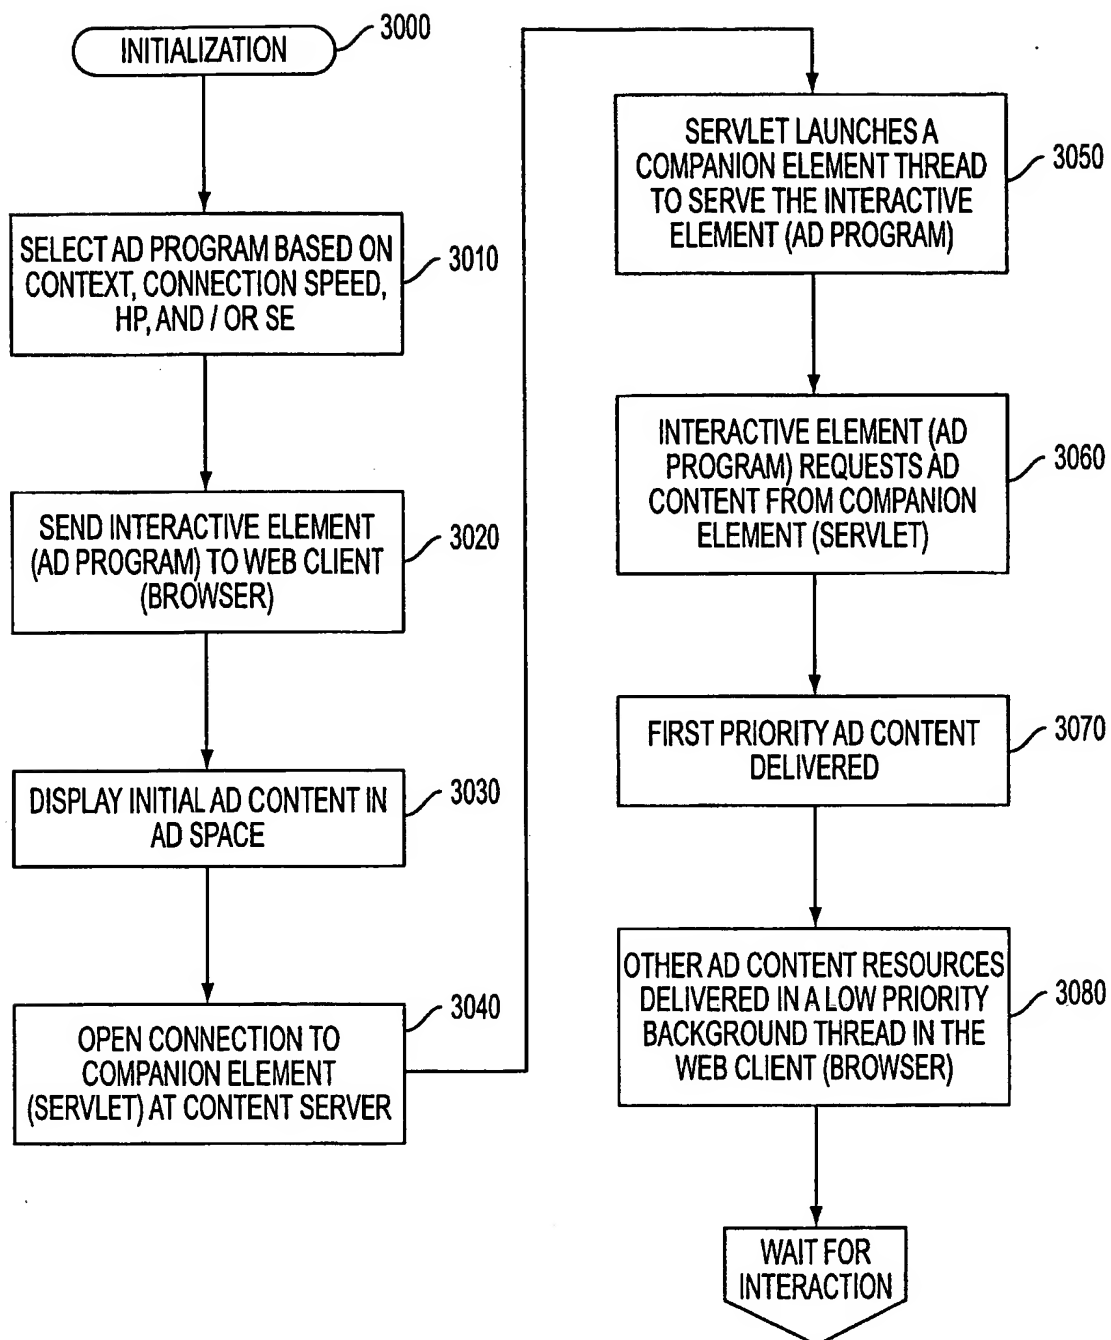 INITIALIZATION
3000
SELECT AD PROGRAM BASED ON
CONTEXT, CONNECTION SPEED,
HP, AND / OR SE
3010
SEND INTERACTIVE ELEMENT
(AD PROGRAM) TO WEB CLIENT
(BROWSER)
3020
DISPLAY INITIAL AD CONTENT IN
AD SPACE
3030
OPEN CONNECTION TO
COMPANION ELEMENT
(SERVLET) AT CONTENT SERVER
3040
SERVLET LAUNCHES A
COMPANION ELEMENT THREAD
TO SERVE THE INTERACTIVE
ELEMENT (AD PROGRAM)
3050
INTERACTIVE ELEMENT (AD
PROGRAM) REQUESTS AD
CONTENT FROM COMPANION
ELEMENT (SERVLET)
3060
FIRST PRIORITY AD CONTENT
DELIVERED
3070
OTHER AD CONTENT RESOURCES
DELIVERED IN A LOW PRIORITY
BACKGROUND THREAD IN THE
WEB CLIENT (BROWSER)
3080
WAIT FOR
INTERACTION